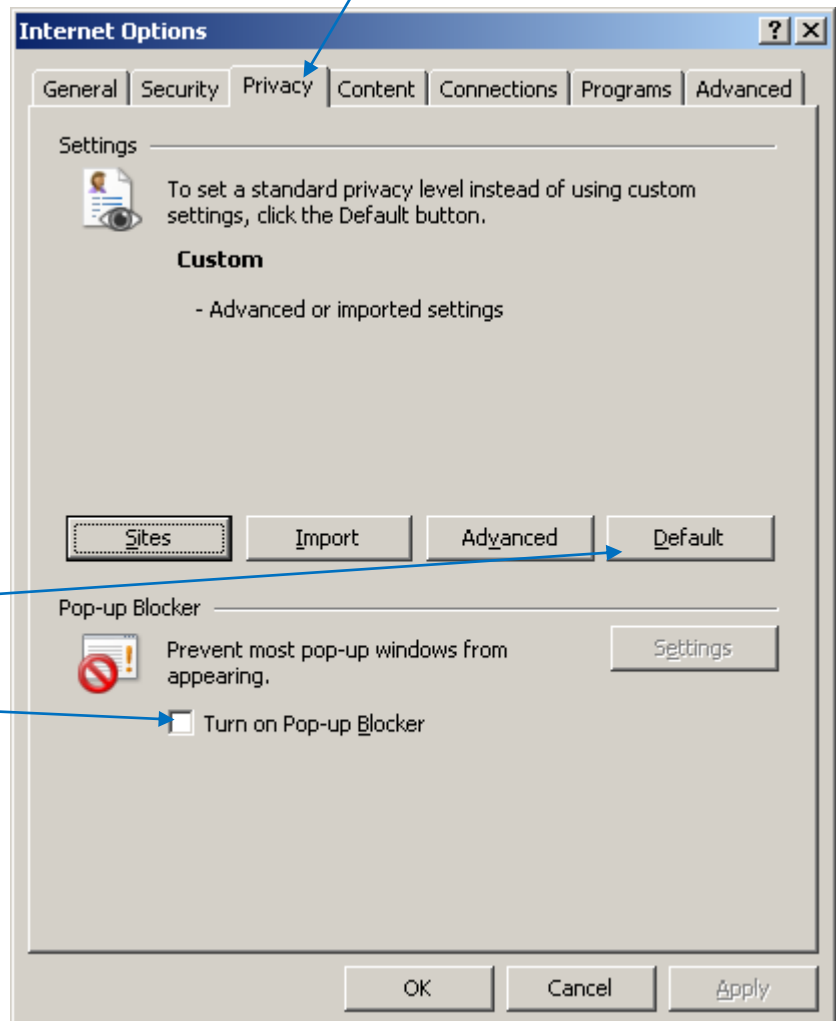 Internet Options
General Security Privacy Content Connections Programs Advanced
Settings
To set a standard privacy level instead of using custom
settings, click the Default button.
Custom
- Advanced or imported settings
Sites Import Advanced Default
Pop-up Blocker
Prevent most pop-up windows from
appearing.
Settings
Turn on Pop-up Blocker
OK Cancel Apply